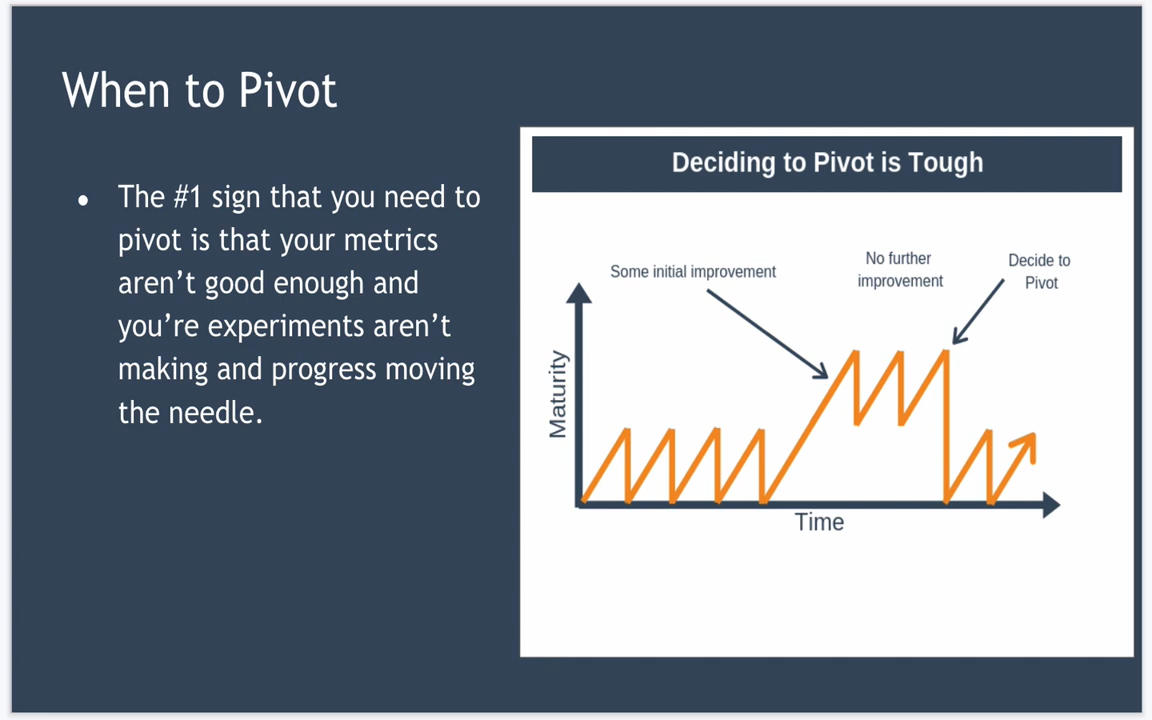 When to Pivot
• The #1 sign that you need to
pivot is that your metrics
aren’t good enough and
you’re experiments aren’t
making and progress moving
the needle.
Deciding to Pivot is Tough
Some initial improvement
No further
improvement
Decide to
Pivot
Maturity
Time